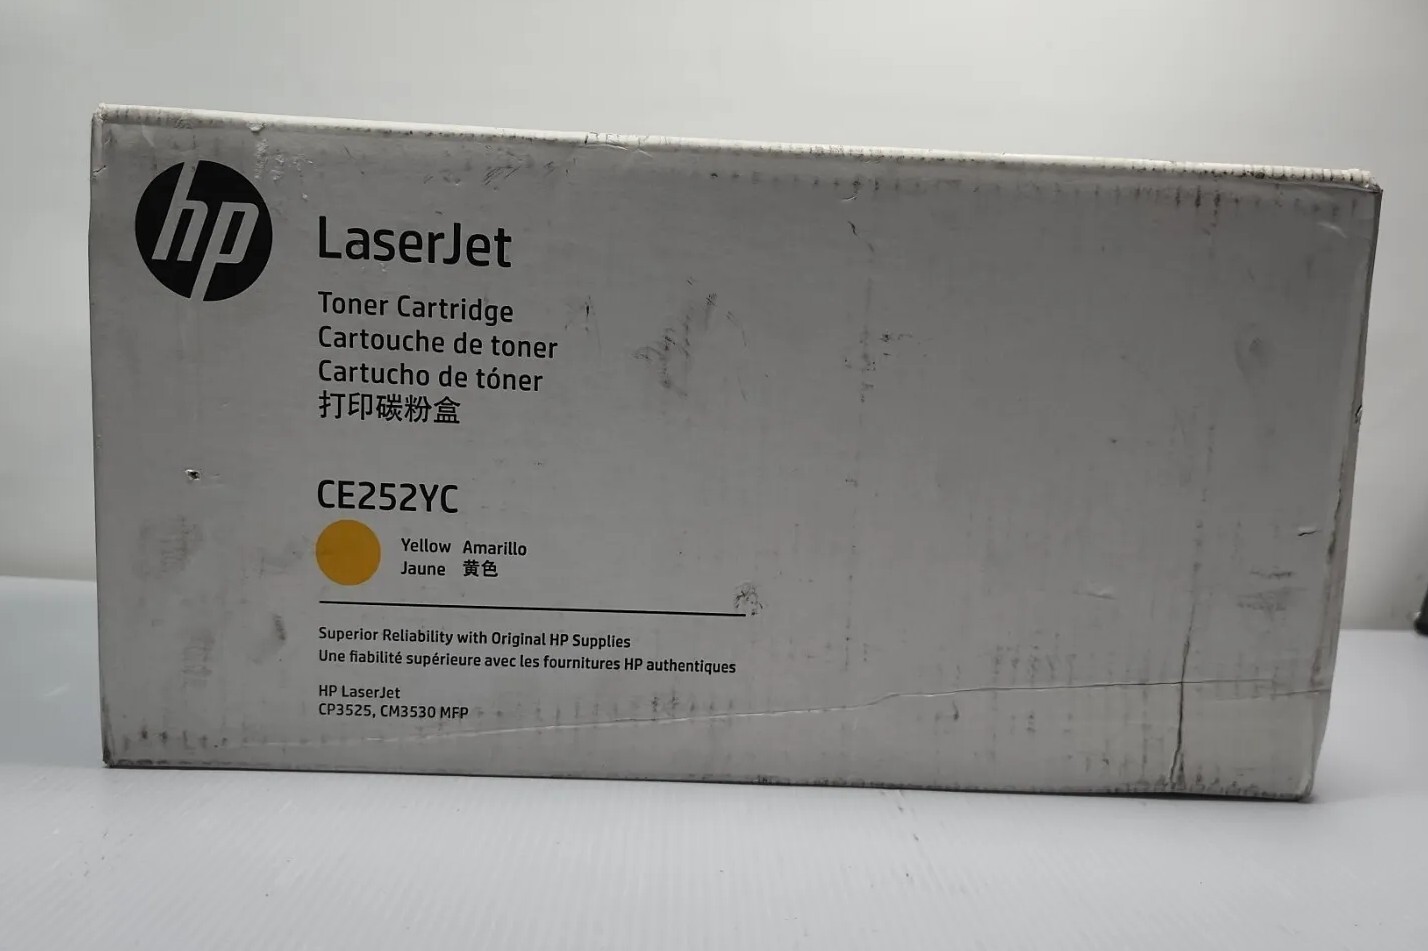 hp
LaserJet
Toner Cartridge
Cartouche de toner
Cartucho de tóner
打印碳粉盒
CE252YC
Yellow Amarillo
Jaune 黄色
Superior Reliability with Original HP Supplies
Une fiabilité supérieure avec les fournitures HP authentiques
HP LaserJet
CP3525, CM3530 MFP